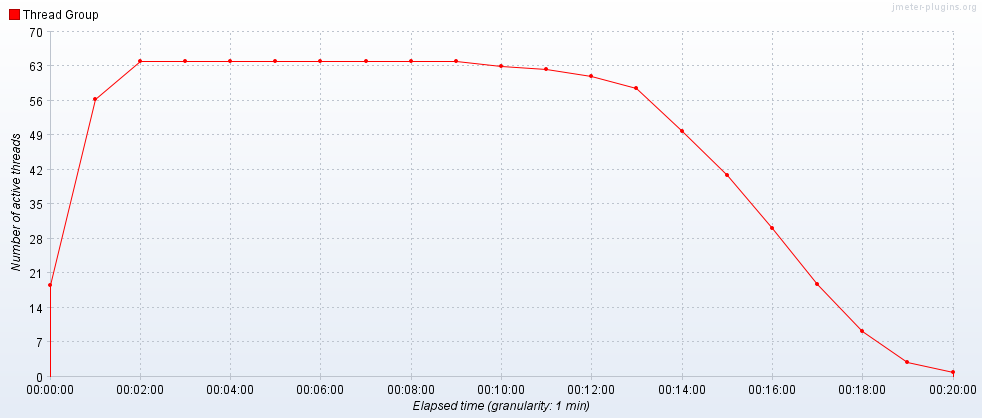 jmeter-plugins.org
Thread Group
70
63
56
49
42
35
28
21
14
7
0
Number of active threads
00:00:00 00:02:00 00:04:00 00:06:00 00:08:00 00:10:00 00:12:00 00:14:00 00:16:00 00:18:00 00:20:00
Elapsed time (granularity: 1 min)